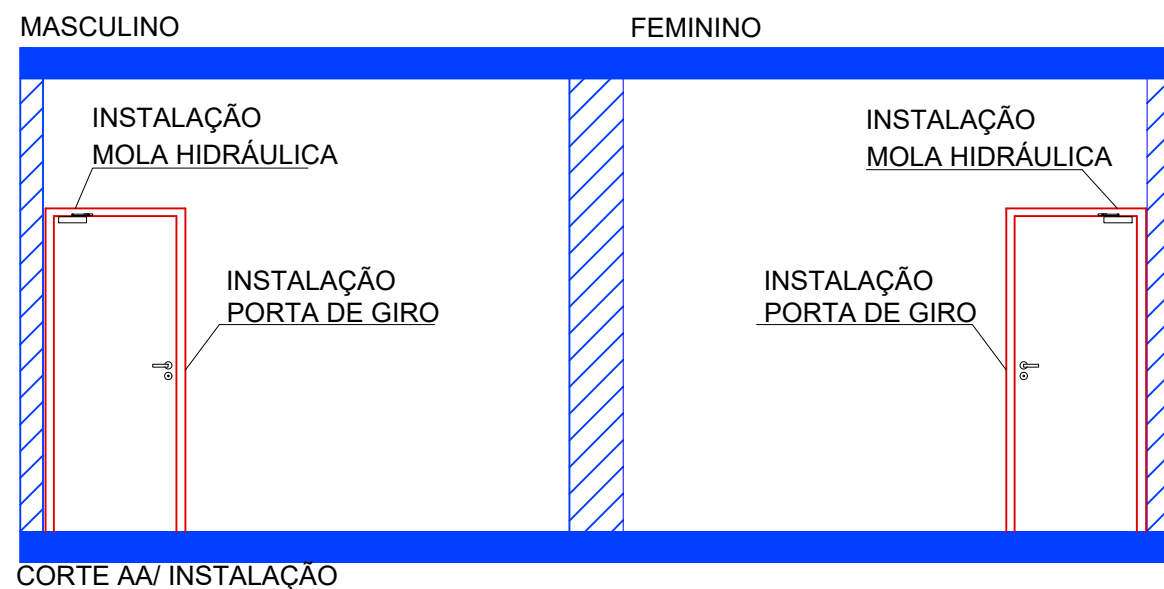 MASCULINO
FEMININO
INSTALAÇÃO
MOLA HIDRÁULICA
INSTALAÇÃO
MOLA HIDRÁULICA
INSTALAÇÃO
PORTA DE GIRO
INSTALAÇÃO
PORTA DE GIRO
CORTE AA/ INSTALAÇÃO